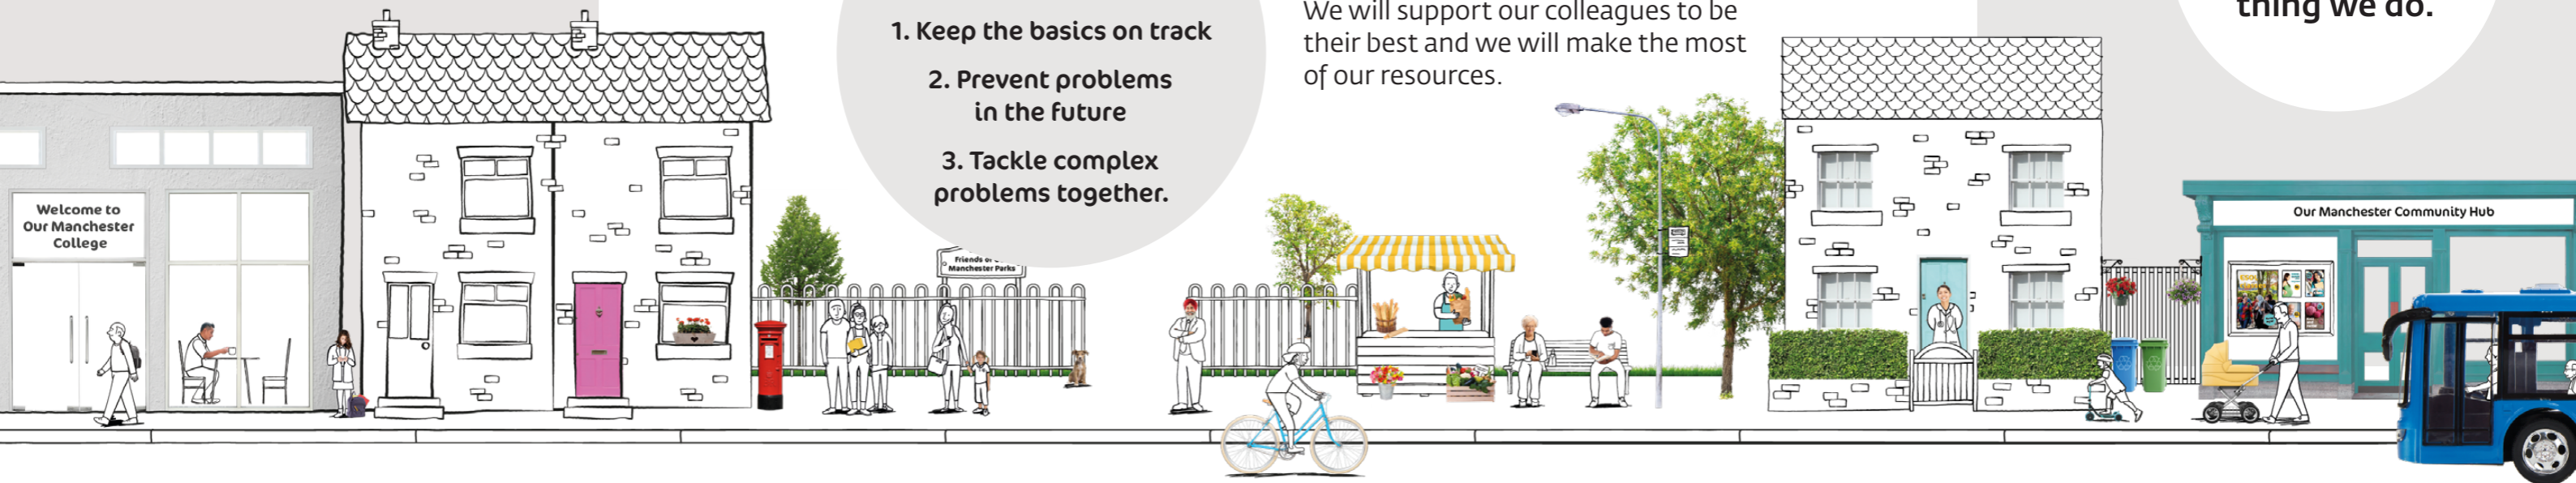 1. Keep the basics on track
2. Prevent problems
in the future
3. Tackle complex
problems together.
We will support our colleagues to be
their best and we will make the most
of our resources.
thing we do.
Welcome to
Our Manchester
College
Friends of
Manchester Parks
Our Manchester Community Hub